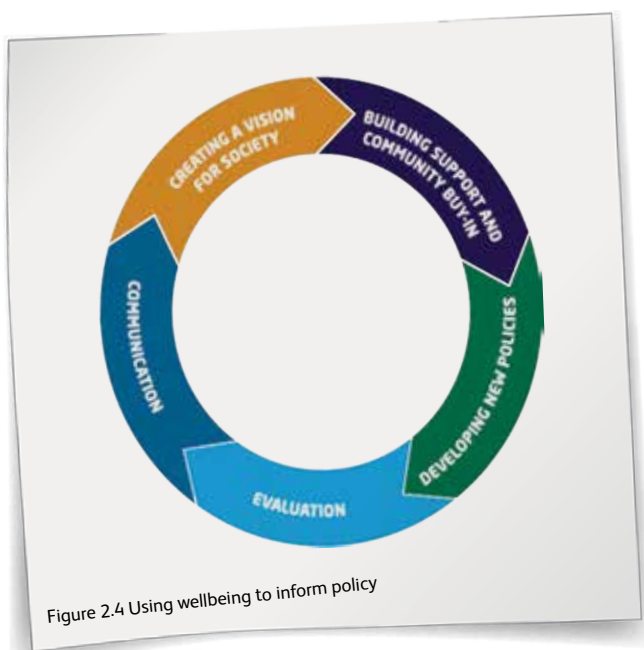 CREATING A VISION
FOR SOCIETY
BUILDING SUPPORT AND
COMMUNITY BUY-IN
DEVELOPING NEW POLICIES
EVALUATION
COMMUNICATION
Figure 2.4 Using wellbeing to inform policy